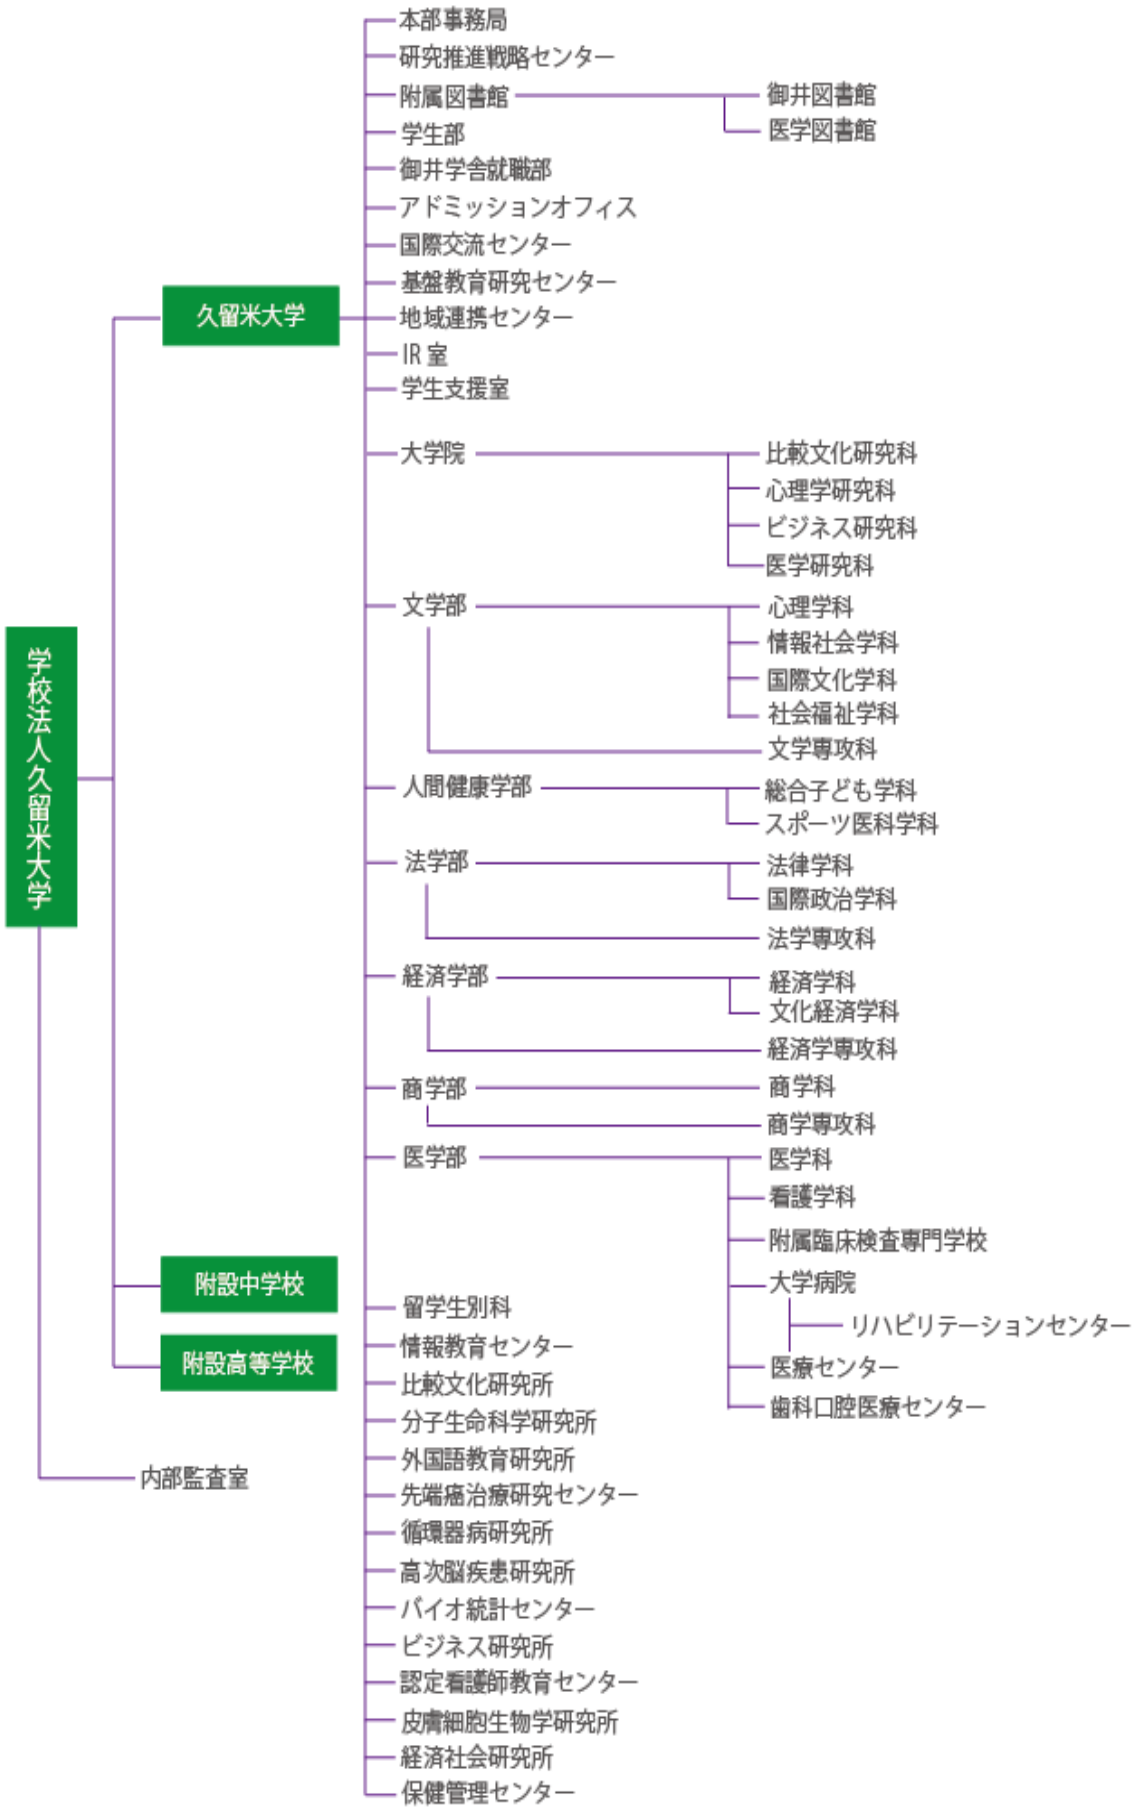 学校法人久留米大学
久留米大学
本部事務局
研究推進戦略センター
附属図書館
御井図書館
医学図書館
学生部
御井学舎就職部
アドミッションオフィス
国際交流センター
基盤教育研究センター
地域連携センター
IR 室
学生支援室
大学院
比較文化研究科
心理学研究科
ビジネス研究科
医学研究科
文学部
心理学科
情報社会学科
国際文化学科
社会福祉学科
文学専攻科
人間健康学部
総合子ども学科
スポーツ医科学科
法学部
法律学科
国際政治学科
法学専攻科
経済学部
経済学科
文化経済学科
経済学専攻科
商学部
商学科
商学専攻科
医学部
医学科
看護学科
附属臨床検査専門学校
大学病院
リハビリテーションセンター
医療センター
歯科口腔医療センター
留学生別科
情報教育センター
比較文化研究所
分子生命科学研究所
外国語教育研究所
先端癌治療研究センター
循環器病研究所
高次脳疾患研究所
バイオ統計センター
ビジネス研究所
認定看護師教育センター
皮膚細胞生物学研究所
経済社会研究所
保健管理センター
附設中学校
附設高等学校
内部監査室